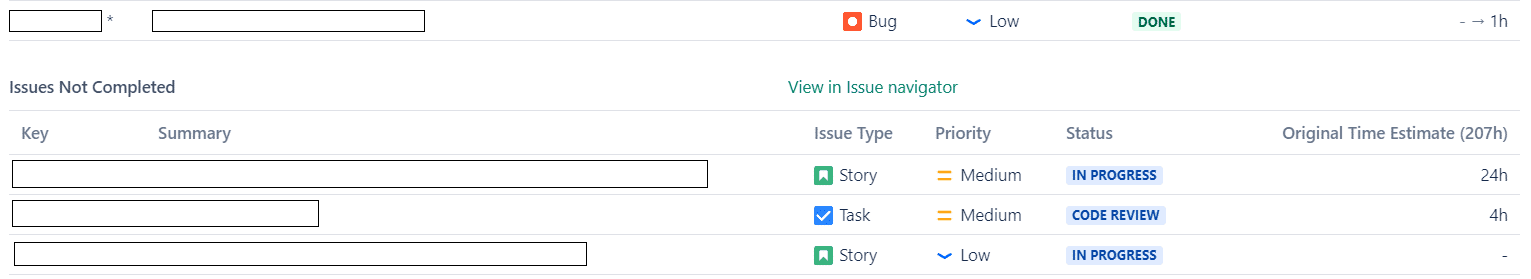 * Bug Low DONE - → 1h
Issues Not Completed View in Issue navigator
Key Summary Issue Type Priority Status Original Time Estimate (207h)
Story Medium IN PROGRESS 24h
Task Medium CODE REVIEW 4h
Story Low IN PROGRESS -